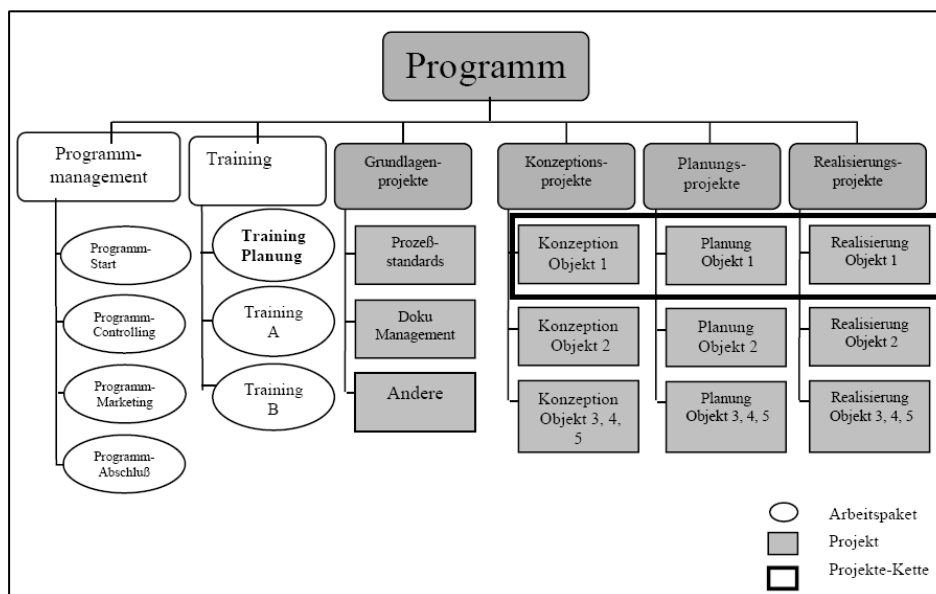 Programm
Programm-
management
Training
Grundlagen-
projekte
Konzeptions-
projekte
Planungs-
projekte
Realisierungs-
projekte
Programm-
Start
Programm-
Controlling
Programm-
Marketing
Programm-
Abschluß
Training
Planung
Training
A
Training
B
Prozeß-
standards
Doku
Management
Andere
Konzeption
Objekt 1
Konzeption
Objekt 2
Konzeption
Objekt 3, 4,
5
Planung
Objekt 1
Planung
Objekt 2
Planung
Objekt 3, 4, 5
Realisierung
Objekt 1
Realisierung
Objekt 2
Realisierung
Objekt 3, 4, 5
Arbeitspaket
Projekt
Projekte-Kette